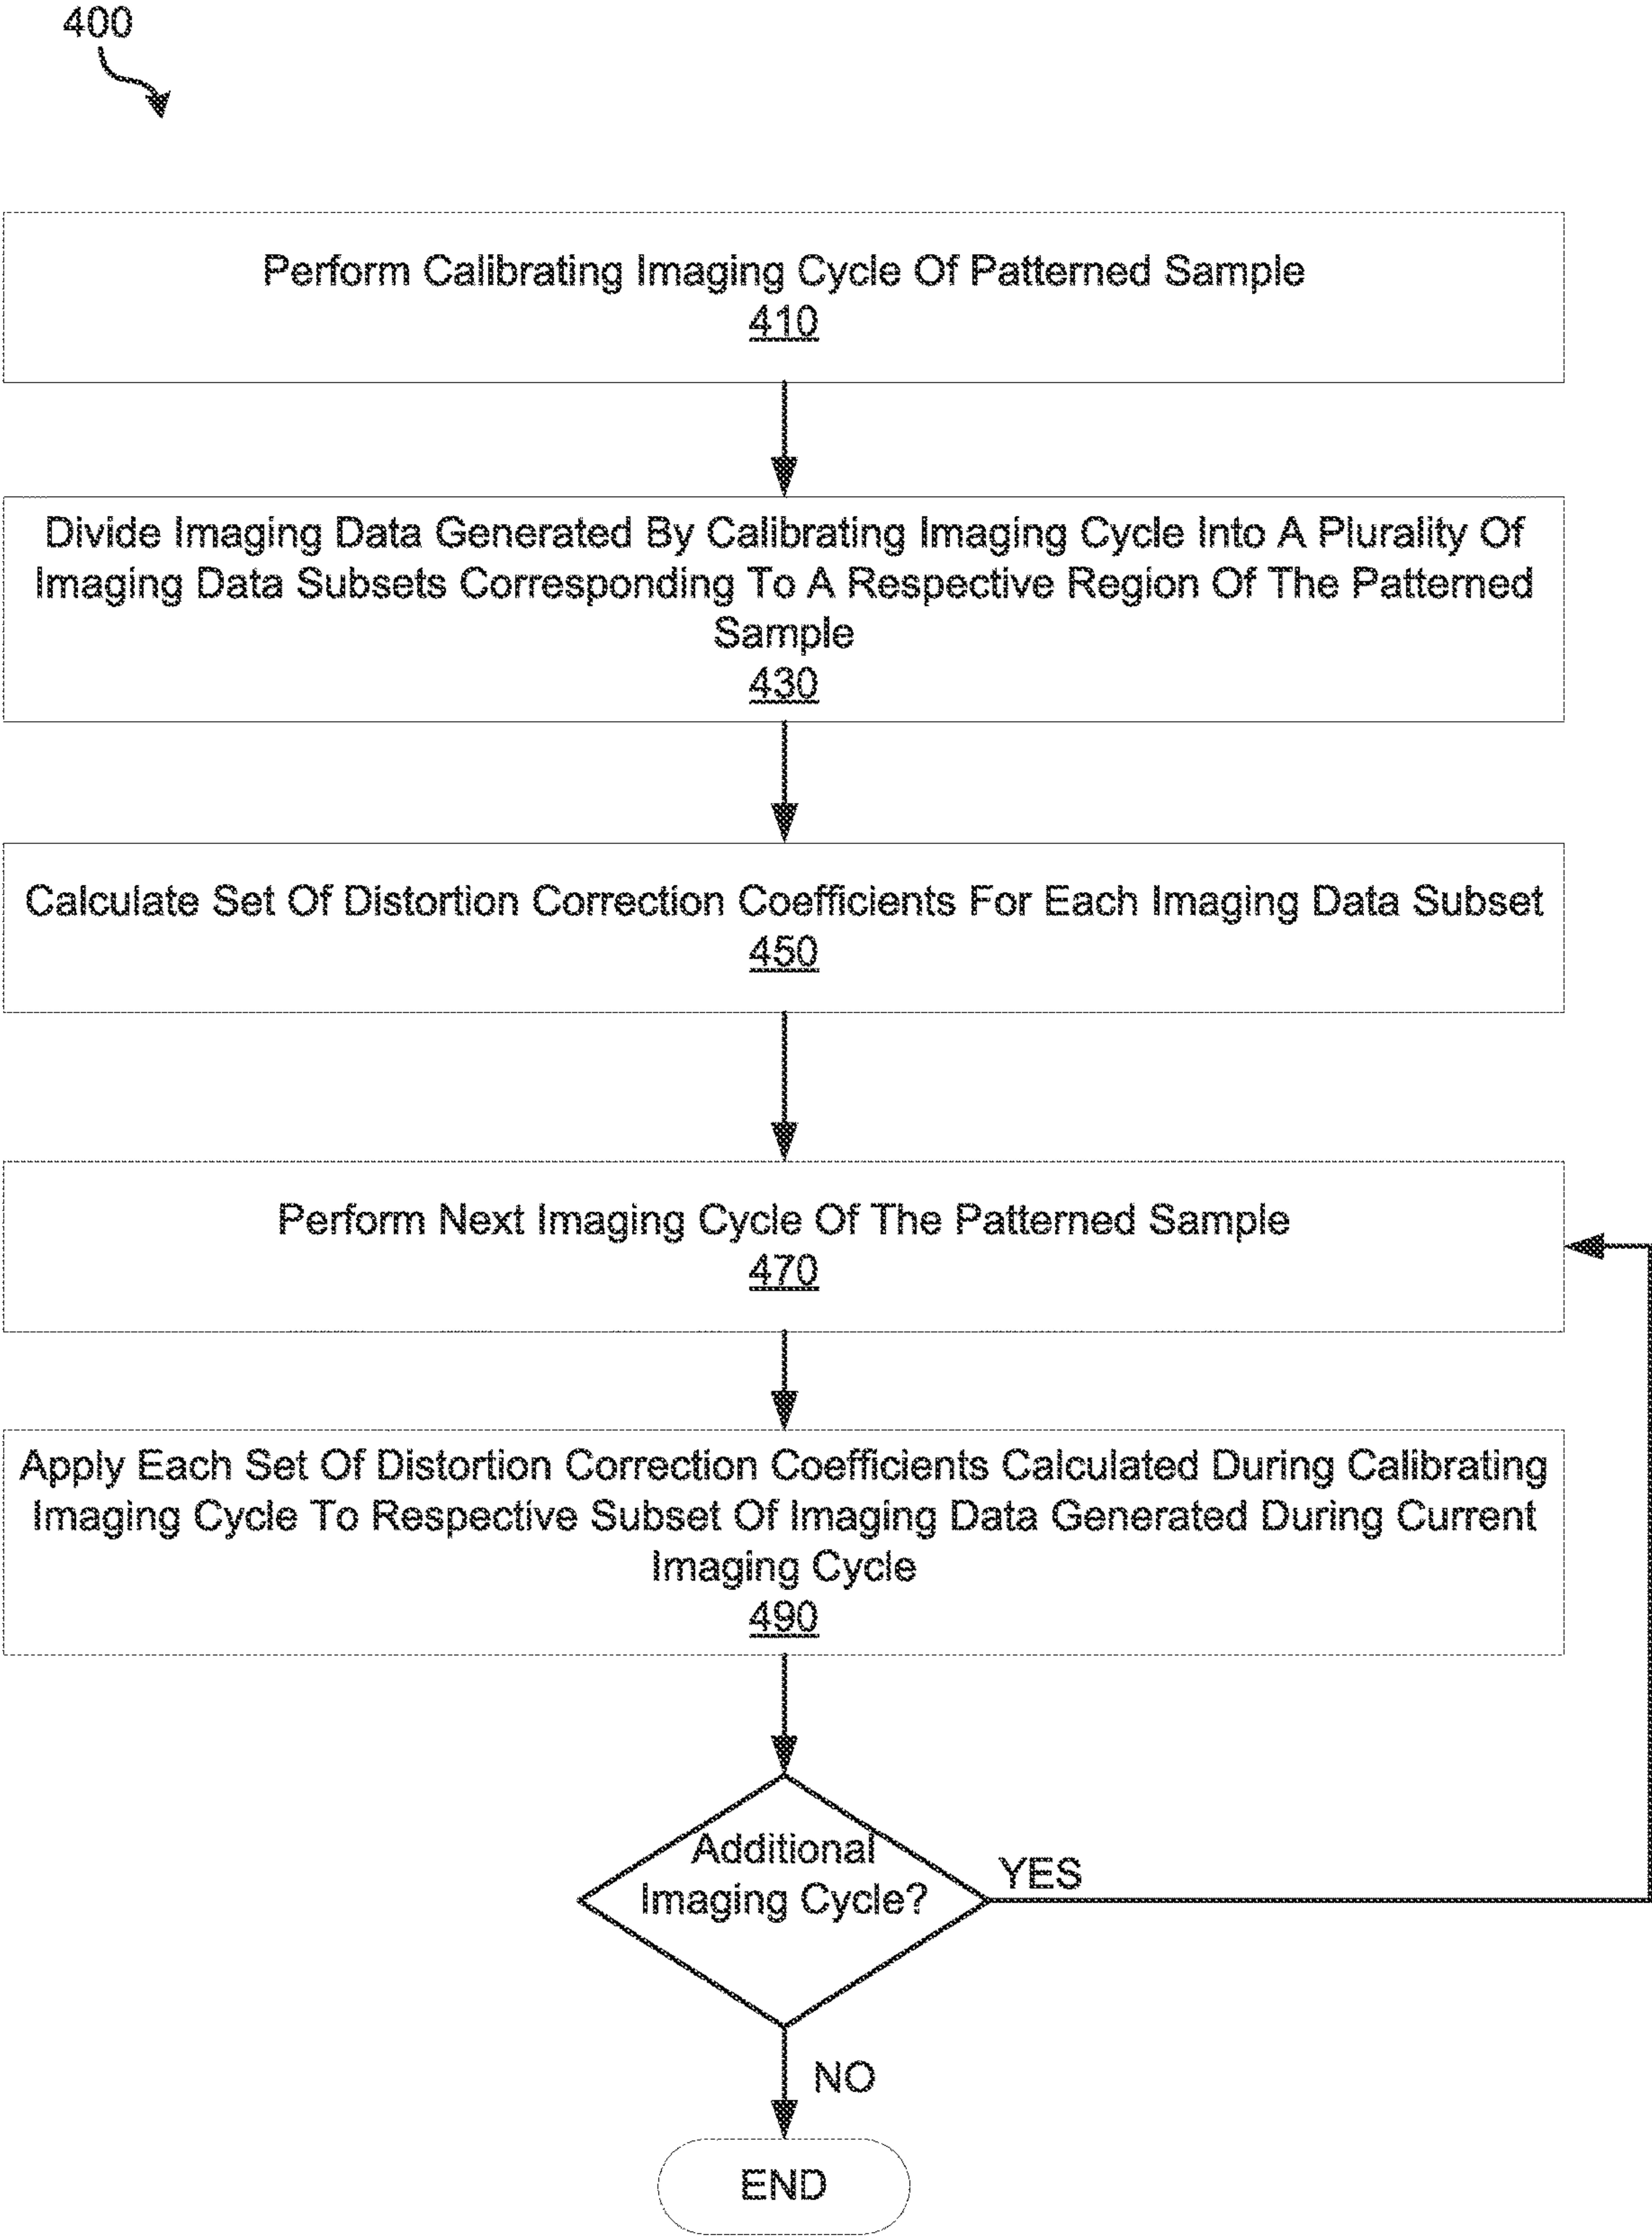 400
Perform Calibrating Imaging Cycle Of Patterned Sample
410
Divide Imaging Data Generated By Calibrating Imaging Cycle Into A Plurality Of
Imaging Data Subsets Corresponding To A Respective Region Of The Patterned
Sample
430
Calculate Set Of Distortion Correction Coefficients For Each Imaging Data Subset
450
Perform Next Imaging Cycle Of The Patterned Sample
470
Apply Each Set Of Distortion Correction Coefficients Calculated During Calibrating
Imaging Cycle To Respective Subset Of Imaging Data Generated During Current
Imaging Cycle
490
Additional
Imaging Cycle?
YES
NO
END